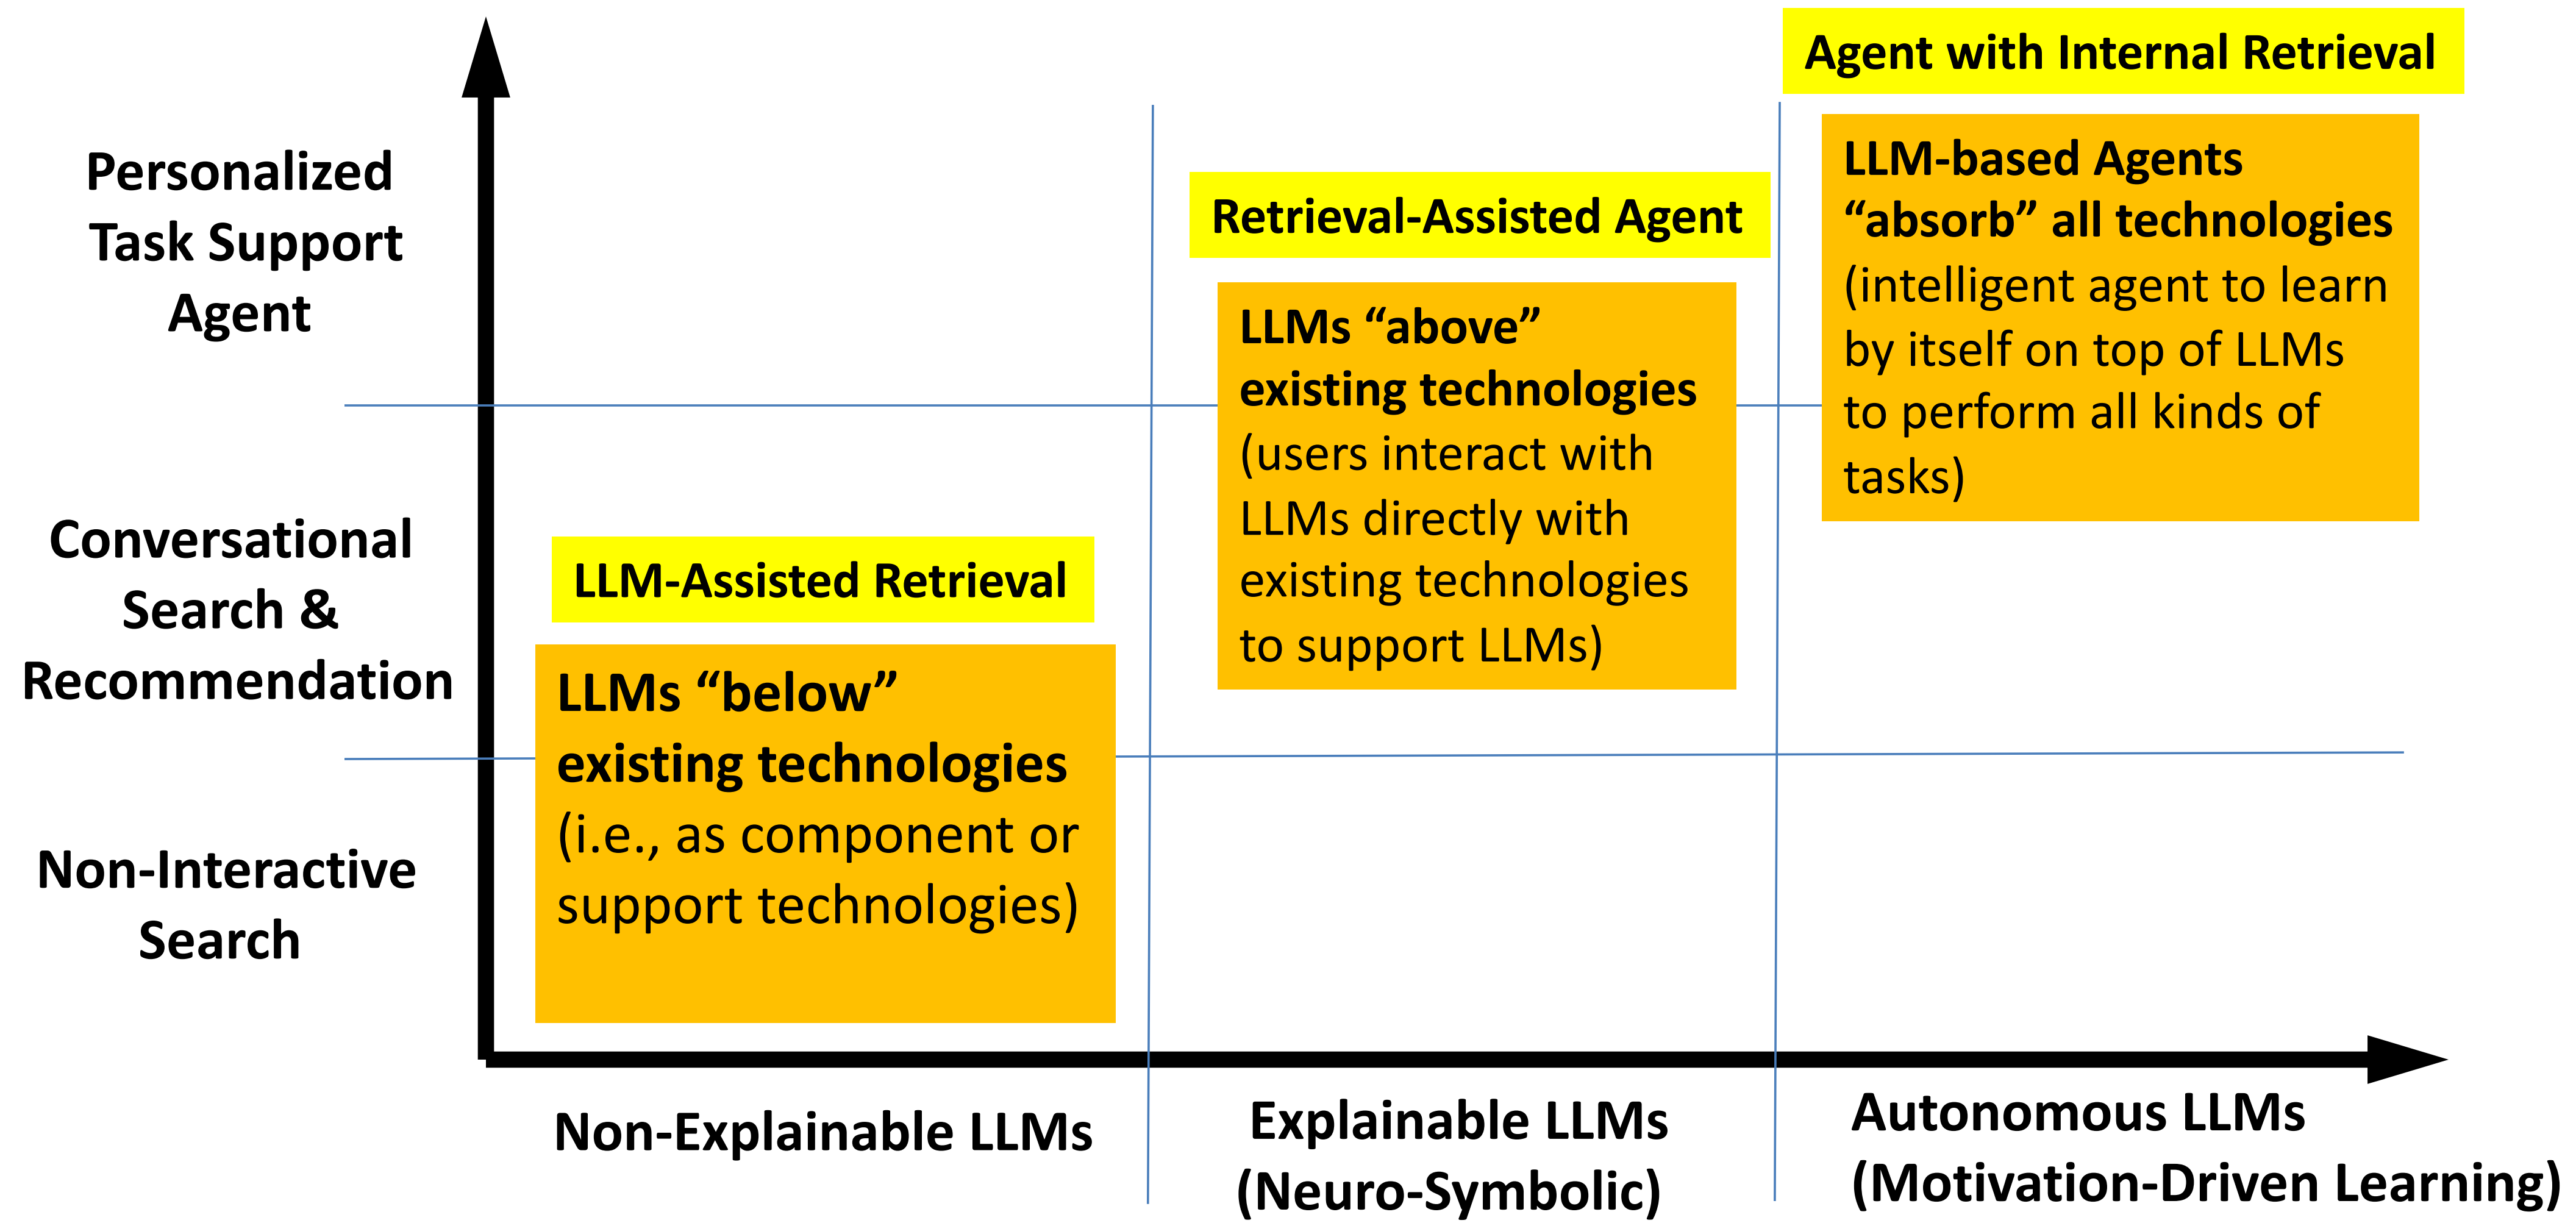 Agent with Internal Retrieval
LLM-based Agents
“absorb” all technologies
(intelligent agent to learn
by itself on top of LLMs
to perform all kinds of
tasks)
Retrieval-Assisted Agent
LLMs “above”
existing technologies
(users interact with
LLMs directly with
existing technologies
to support LLMs)
LLM-Assisted Retrieval
LLMs “below”
existing technologies
(i.e., as component or
support technologies)
Personalized
Task Support
Agent
Conversational
Search &
Recommendation
Non-Interactive
Search
Non-Explainable LLMs
Explainable LLMs
(Neuro-Symbolic)
Autonomous LLMs
(Motivation-Driven Learning)